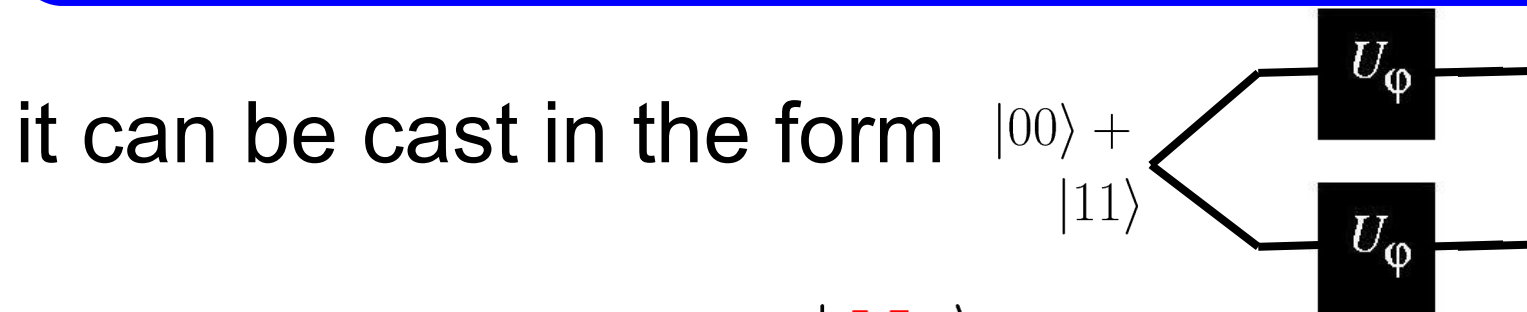 it can be cast in the form |00⟩ +
|11⟩
U_φ
U_φ